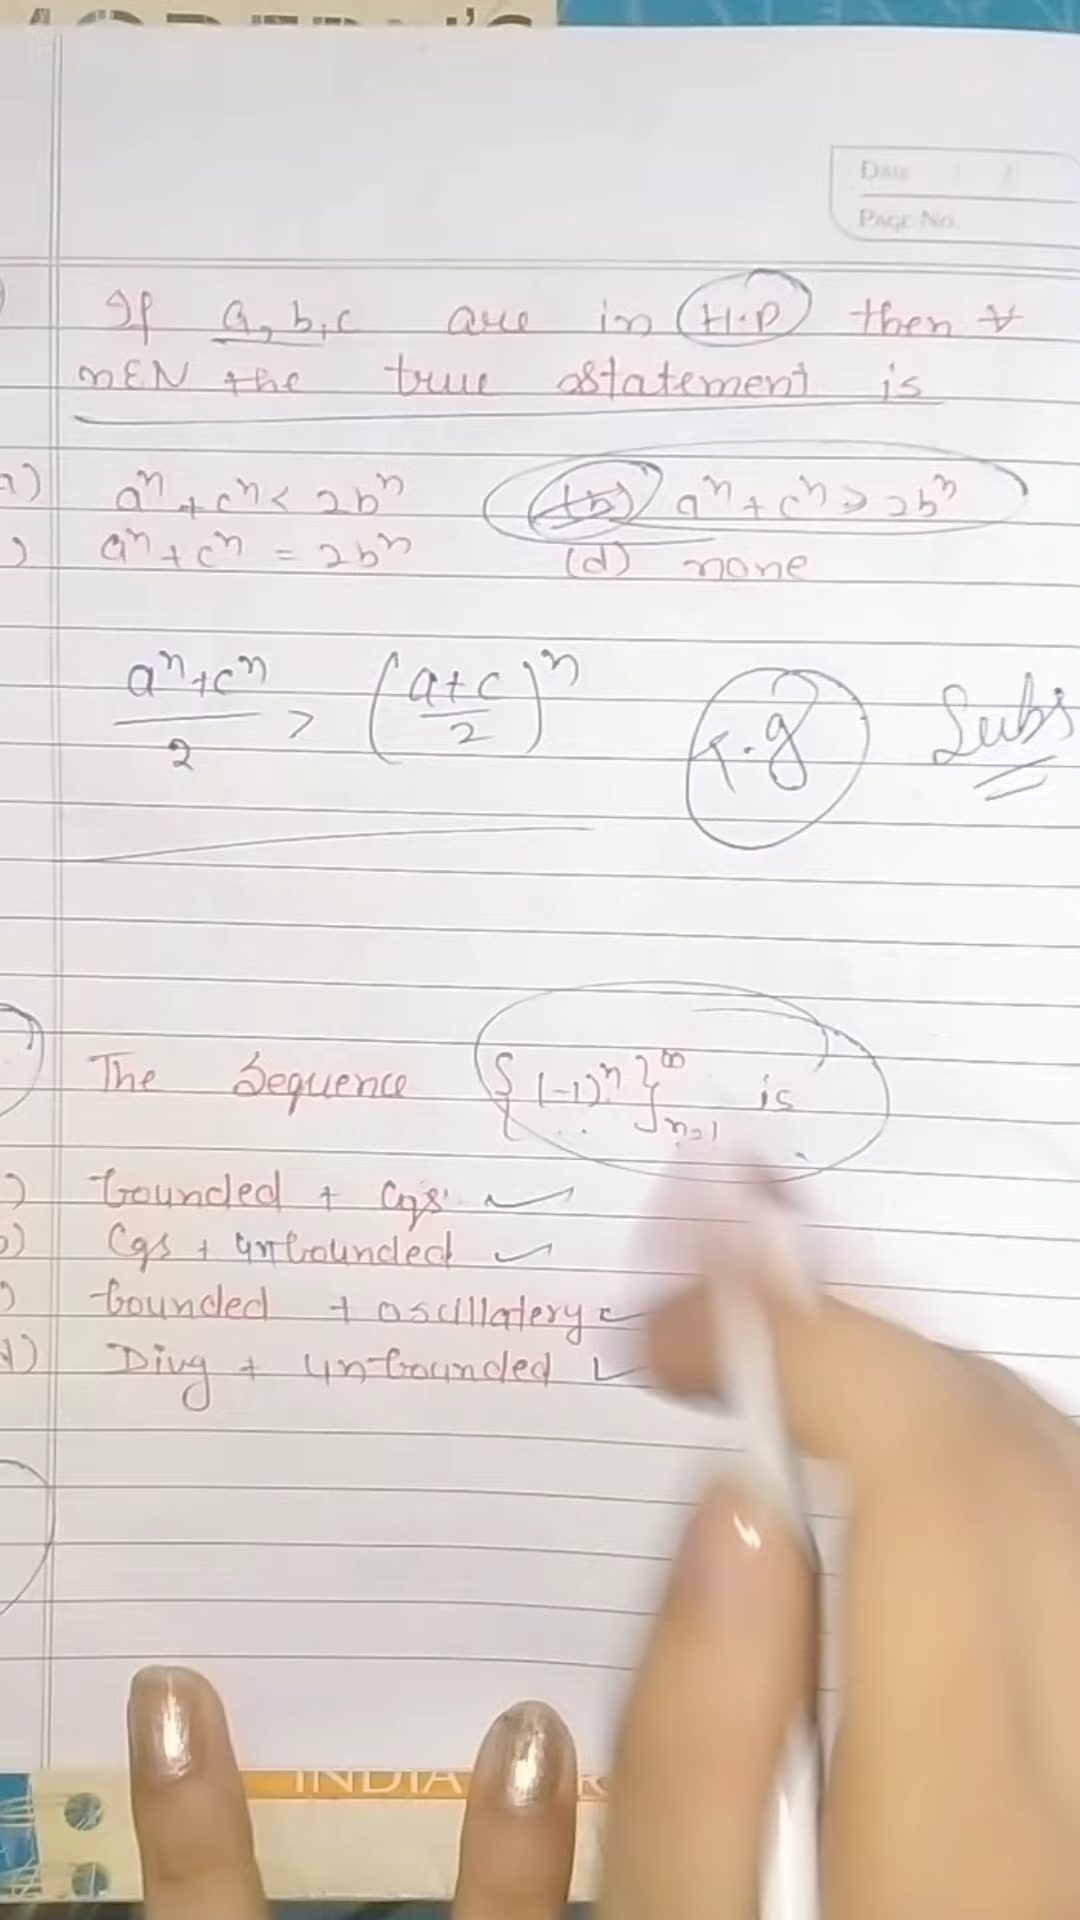 DATE
PAGE NO.
If a, b, c are in H.P then ∀
n∈N the true statement is
aⁿ + cⁿ < 2bⁿ (b) aⁿ + cⁿ > 2bⁿ
aⁿ + cⁿ = 2bⁿ (d) none
(aⁿ + cⁿ)/2 > ((a+c)/2)ⁿ
Subs
The Sequence {(-1)ⁿ}∞n=1 is
bounded + Cgs
Cgs + unbounded
bounded + oscillatery
Divg + unbounded
INDIA